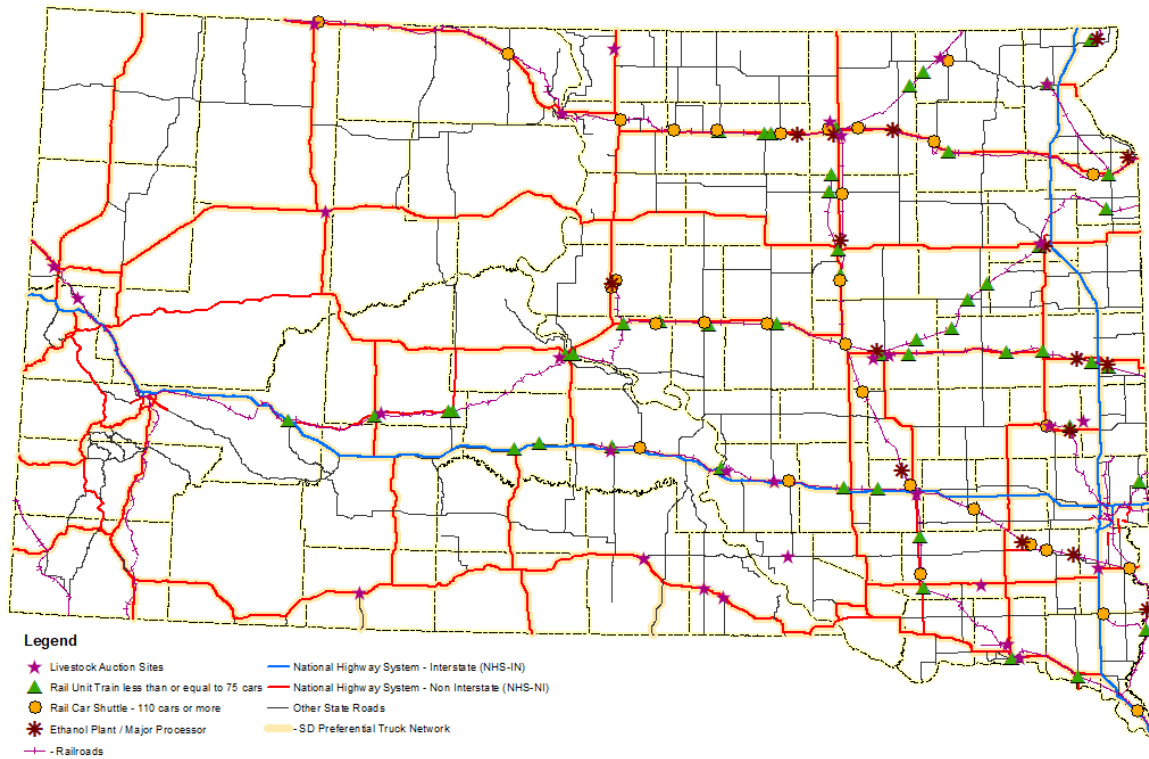 Legend
Livestock Auction Sites
Rail Unit Train less than or equal to 75 cars
Rail Car Shuttle - 110 cars or more
Ethanol Plant / Major Processor
- Railroads
National Highway System - Interstate (NHS-IN)
National Highway System - Non Interstate (NHS-NI)
Other State Roads
- SD Preferential Truck Network